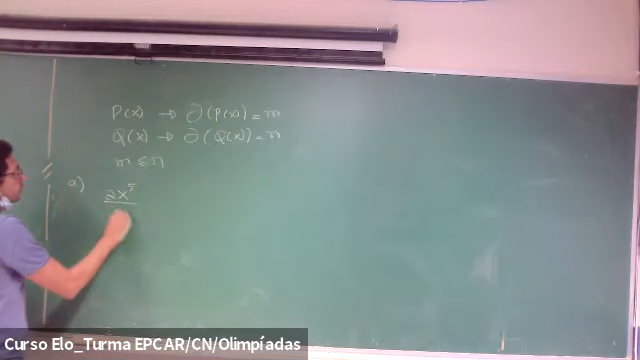 P(x) → ∂(P(x)) = m
Q(x) → ∂(Q(x)) = n
m ⩽ n
a) 2x⁵
Curso Elo_Turma EPCAR/CN/Olimpíadas